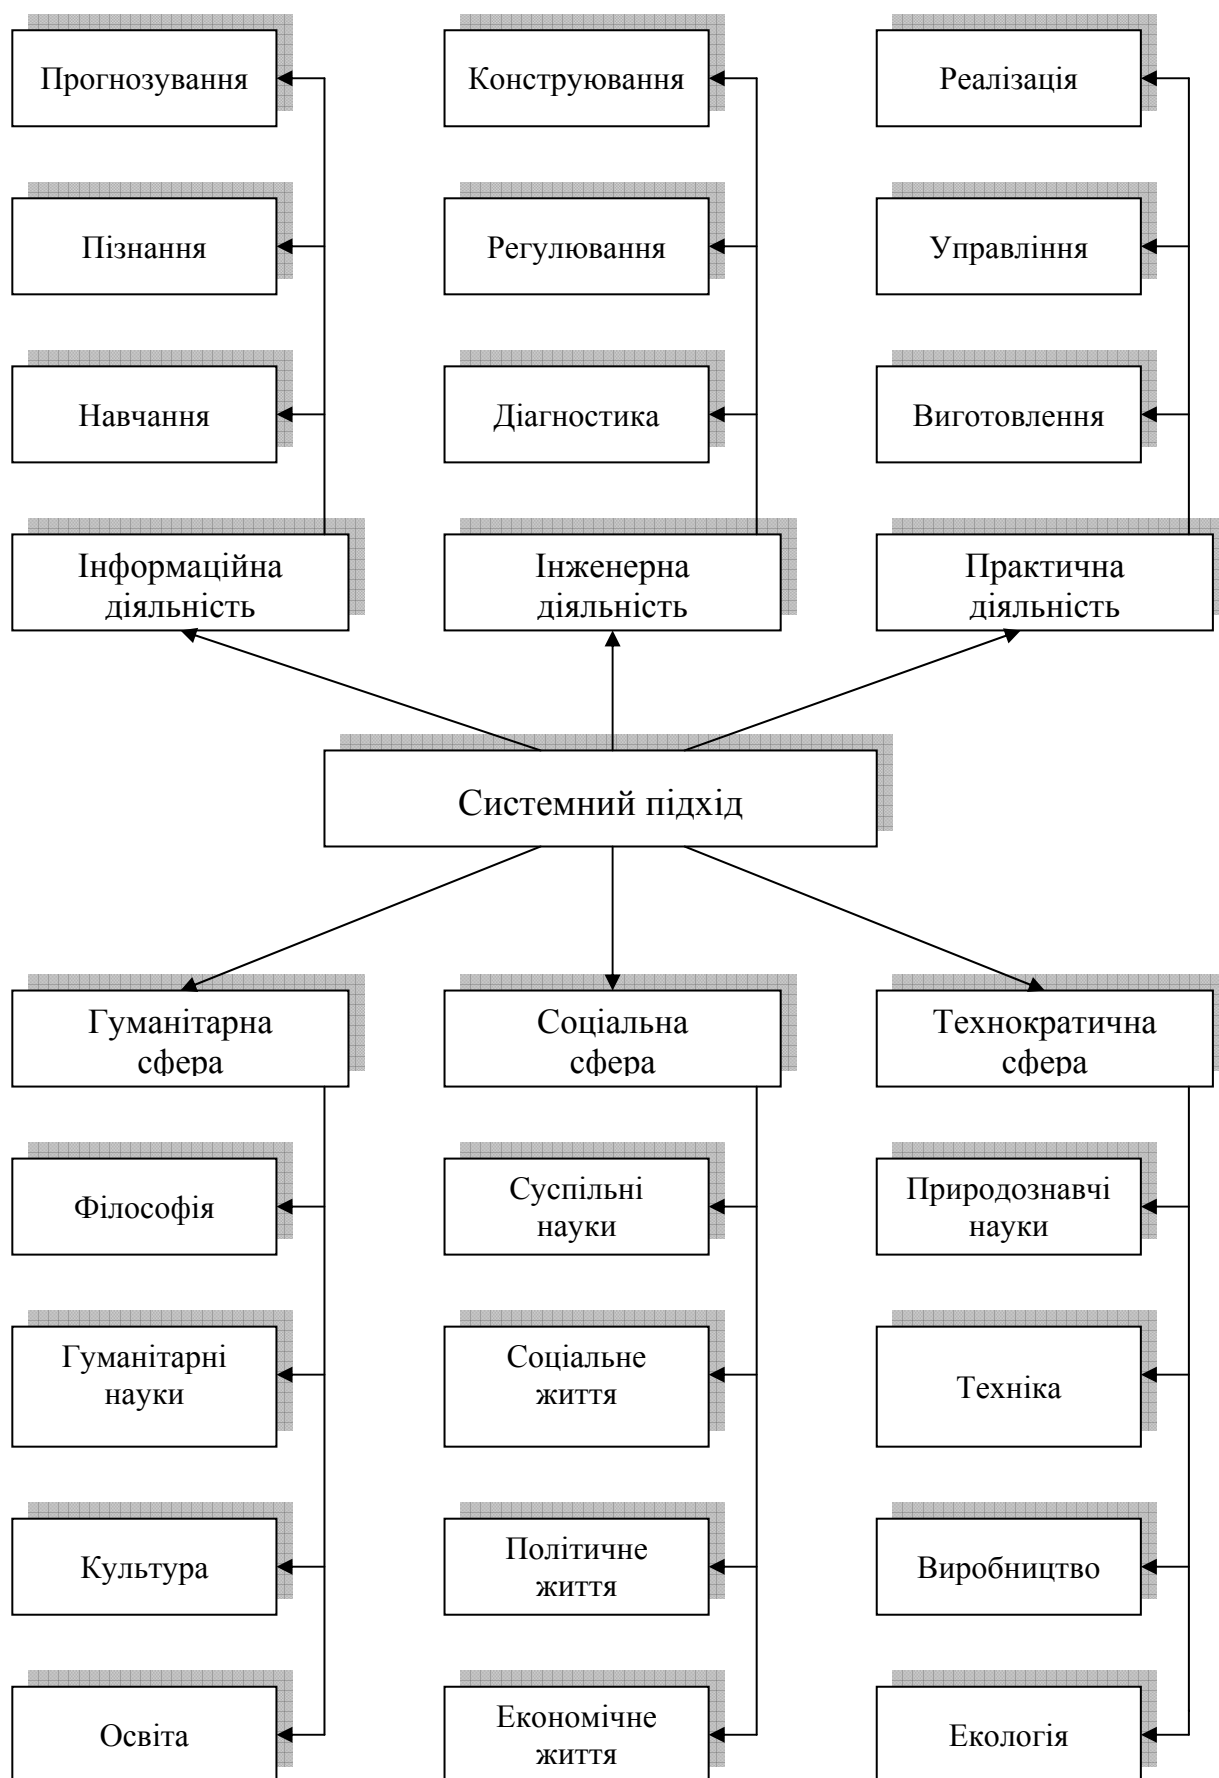 Прогнозування
Конструювання
Реалізація
Пізнання
Регулювання
Управління
Навчання
Діагностика
Виготовлення
Інформаційна
діяльність
Інженерна
діяльність
Практична
діяльність
Системний підхід
Гуманітарна
сфера
Соціальна
сфера
Технократична
сфера
Філософія
Суспільні
науки
Природознавчі
науки
Гуманітарні
науки
Соціальне
життя
Техніка
Культура
Політичне
життя
Виробництво
Освіта
Економічне
життя
Екологія